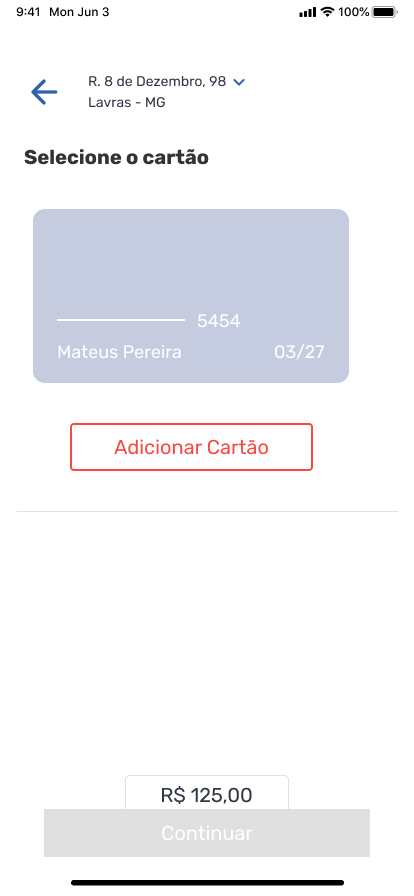 9:41 Mon Jun 3 100%
R. 8 de Dezembro, 98
Lavras - MG
Selecione o cartão
5454
Mateus Pereira 03/27
Adicionar Cartão
R$ 125,00
Continuar